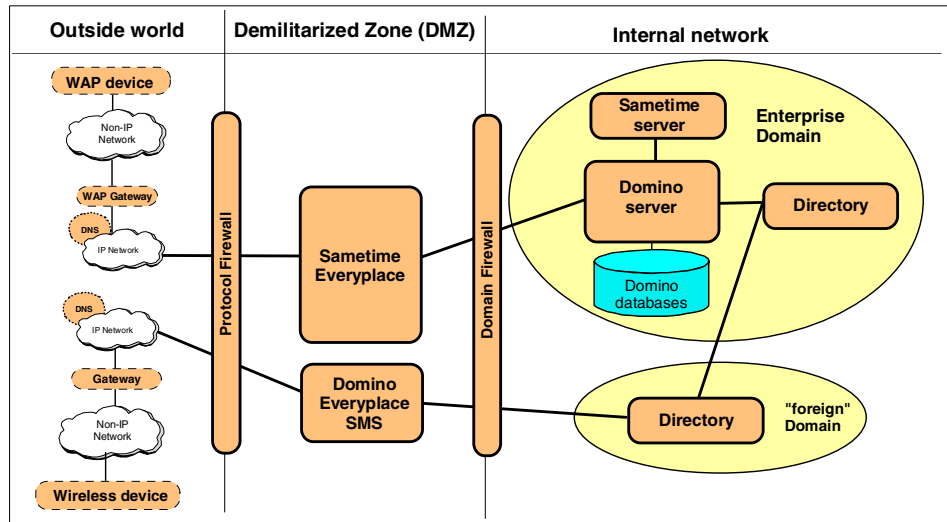 Outside world
Demilitarized Zone (DMZ)
Internal network
WAP device
Non-IP
Network
WAP Gateway
DNS
IP Network
DNS
IP Network
Gateway
Non-IP
Network
Wireless device
Protocol Firewall
Sametime
Everyplace
Domino
Everyplace
SMS
Domain Firewall
Sametime
server
Enterprise
Domain
Domino
server
Directory
Domino
databases
Directory
"foreign"
Domain